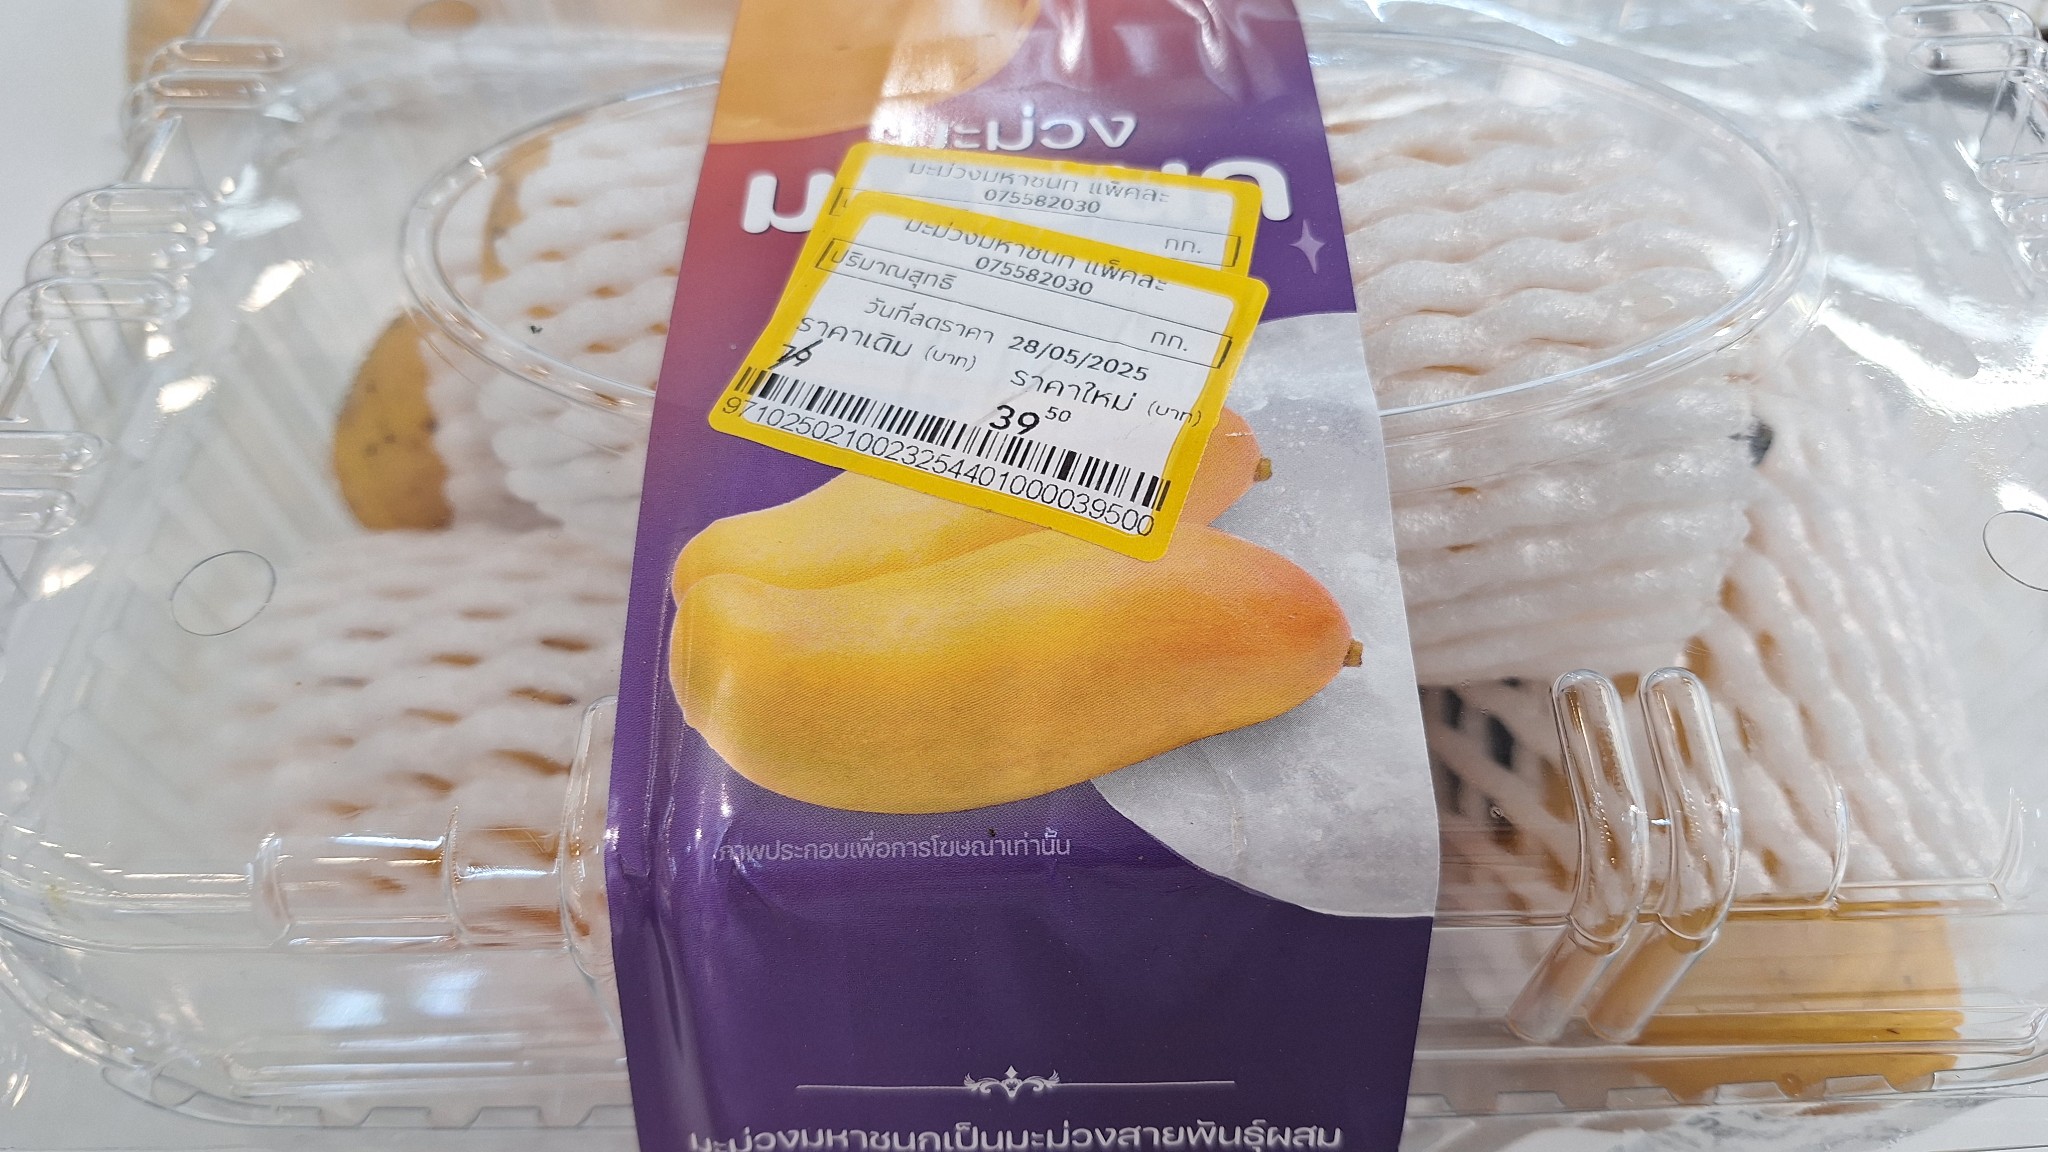 มะม่วง
มะม่วงมหาชนก แพ็คละ
075582030
กก.
มะม่วงมหาชนก แพ็คละ
075582030
ปริมาณสุทธิ กก.
วันที่ลดราคา 28/05/2025
ราคาเดิม (บาท) ราคาใหม่ (บาท)
79 39 50
9710250210023254401000039500
ภาพประกอบเพื่อการโฆษณาเท่านั้น
มะม่วงมหาชนกเป็นมะม่วงสายพันธุ์ผสม